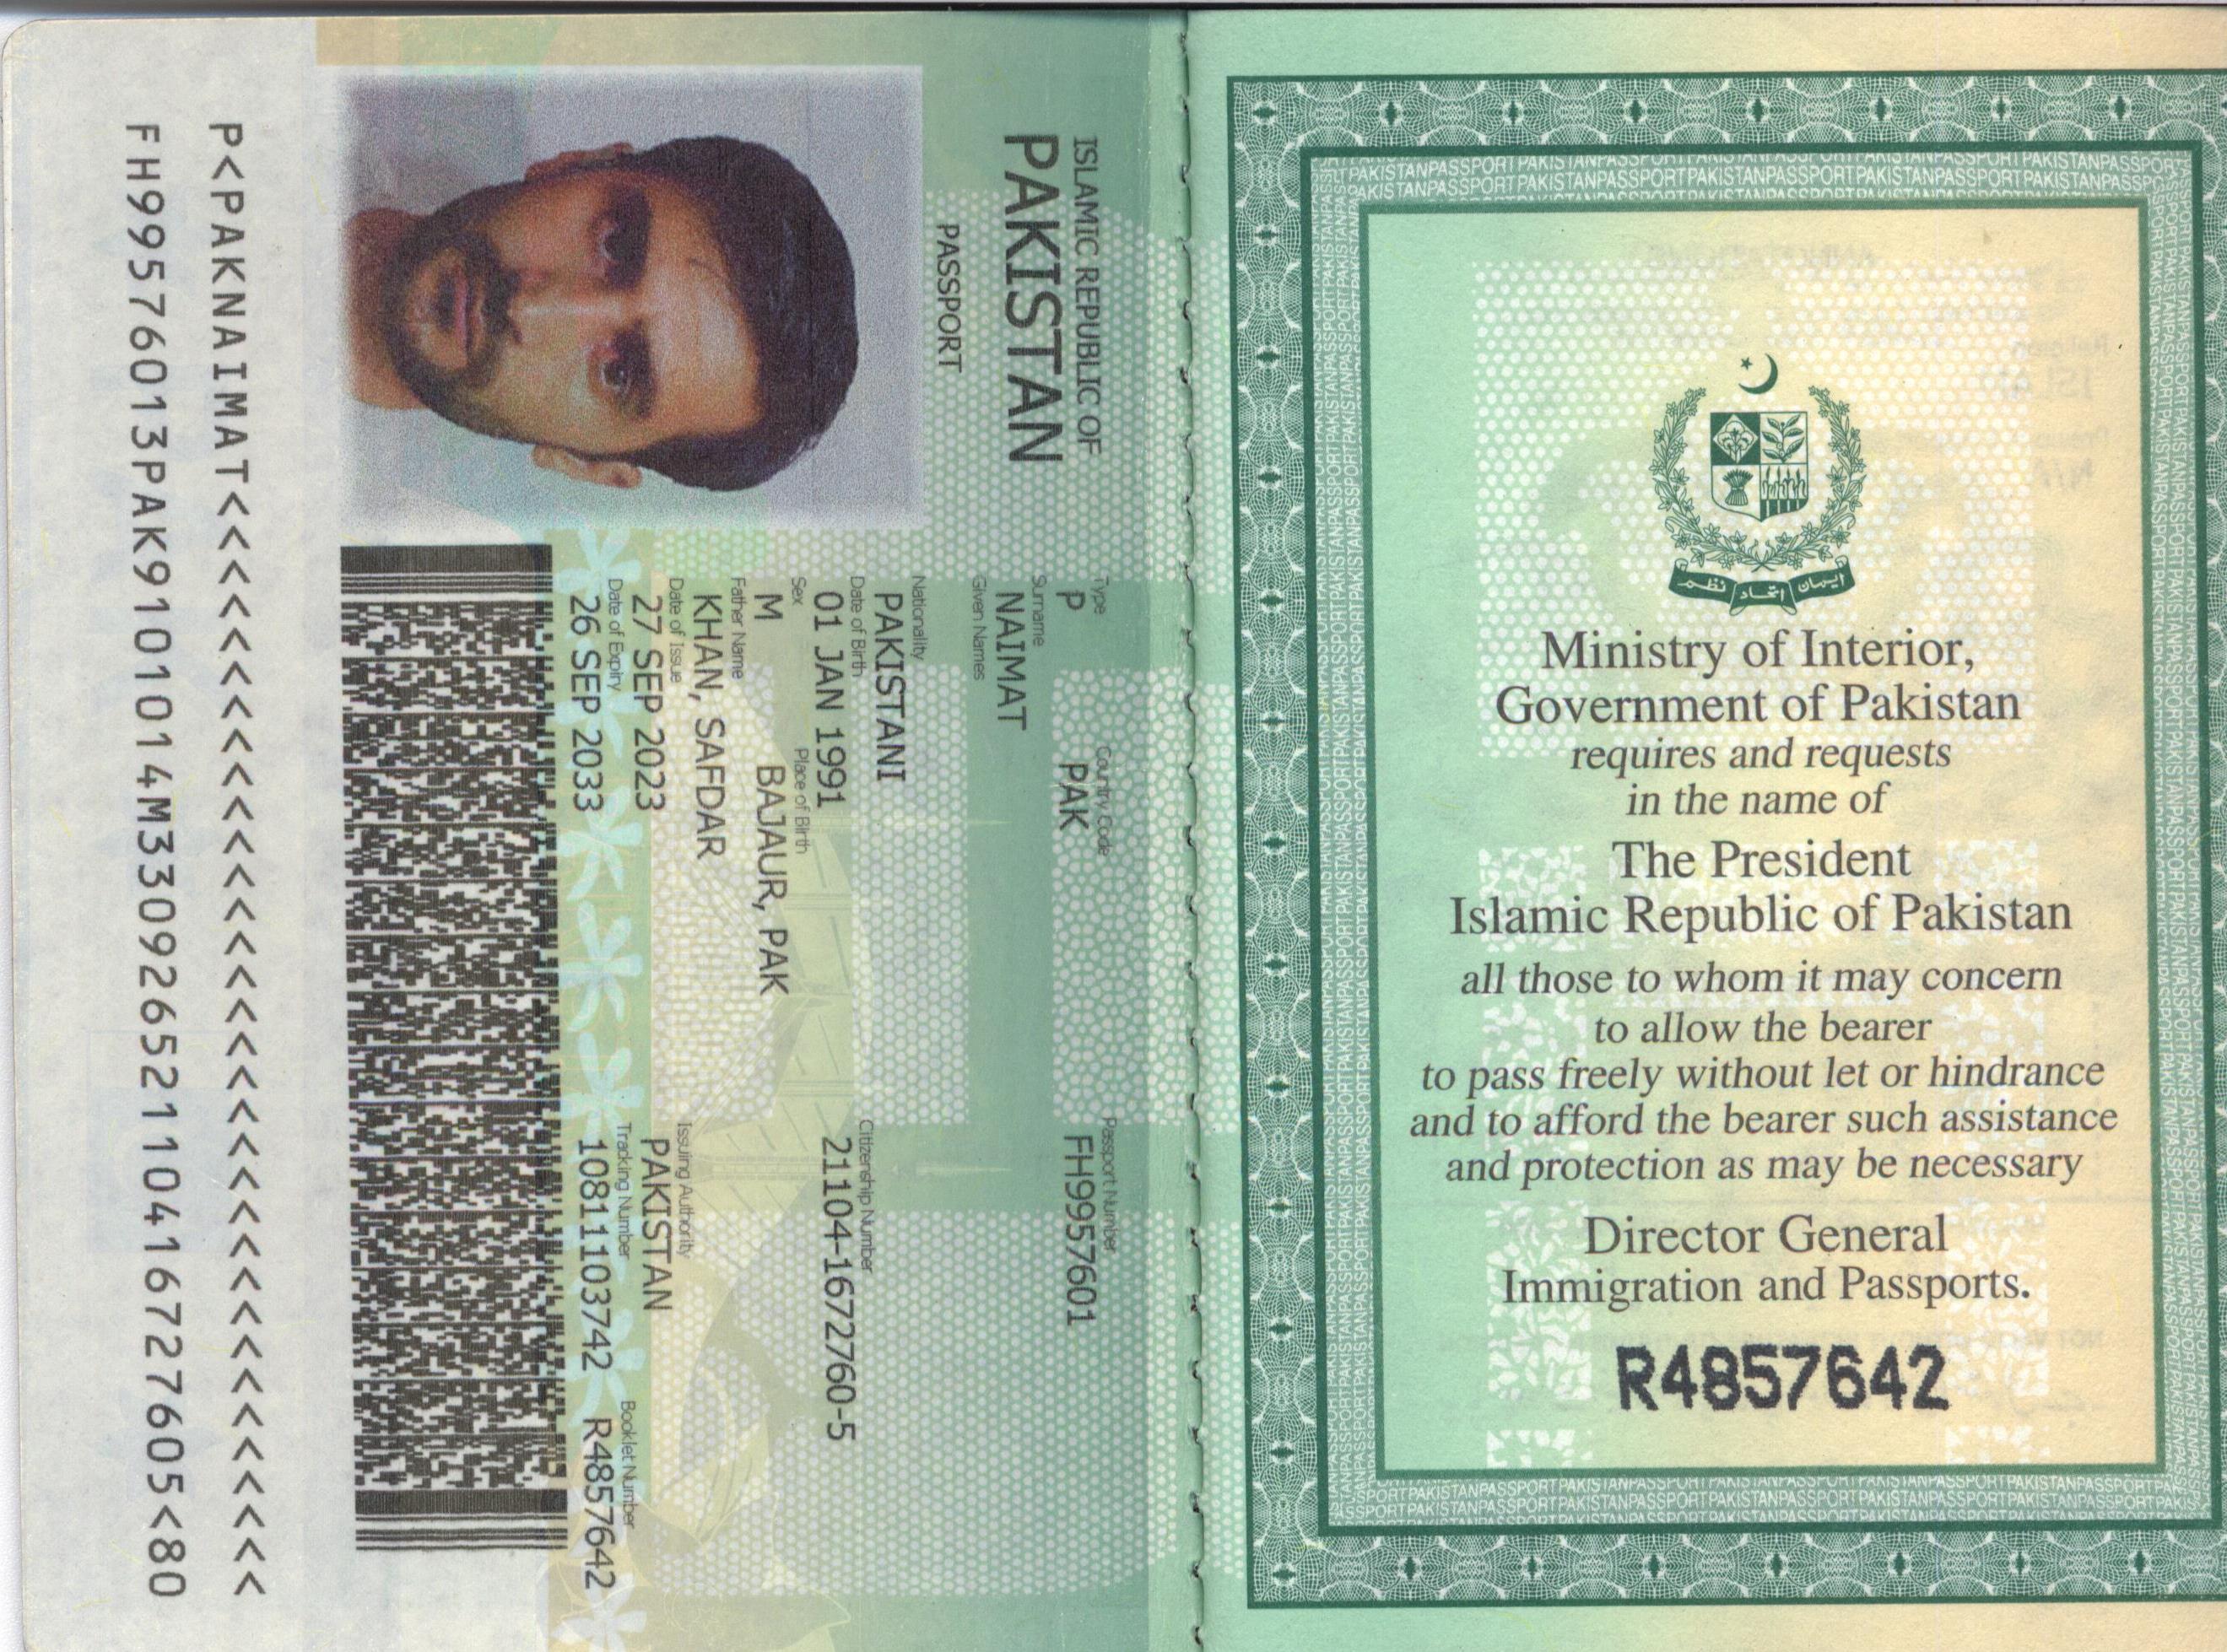 ISLAMIC REPUBLIC OF
PAKISTAN
PASSPORT
Type
P
Country Code
PAK
Passport Number
FH9957601
Surname
NAIMAT
Given Names
Nationality
PAKISTANI
Date of Birth
01 JAN 1991
Citizenship Number
21104-1672760-5
Sex
M
Place of Birth
BAJAUR, PAK
Father Name
KHAN, SAFDAR
Date of Issue
27 SEP 2023
Issuing Authority
PAKISTAN
Date of Expiry
26 SEP 2033
Tracking Number
10811103742
Booklet Number
R4857642
P<PAKNAIMAT<<<<<<<<<<<<<<<<<<<<<<<<<<<<<<<<<
FH99576013PAK9101014M33092652110416727605<80
ایمان اتحاد نظم
Ministry of Interior,
Government of Pakistan
requires and requests
in the name of
The President
Islamic Republic of Pakistan
all those to whom it may concern
to allow the bearer
to pass freely without let or hindrance
and to afford the bearer such assistance
and protection as may be necessary
Director General
Immigration and Passports.
R4857642